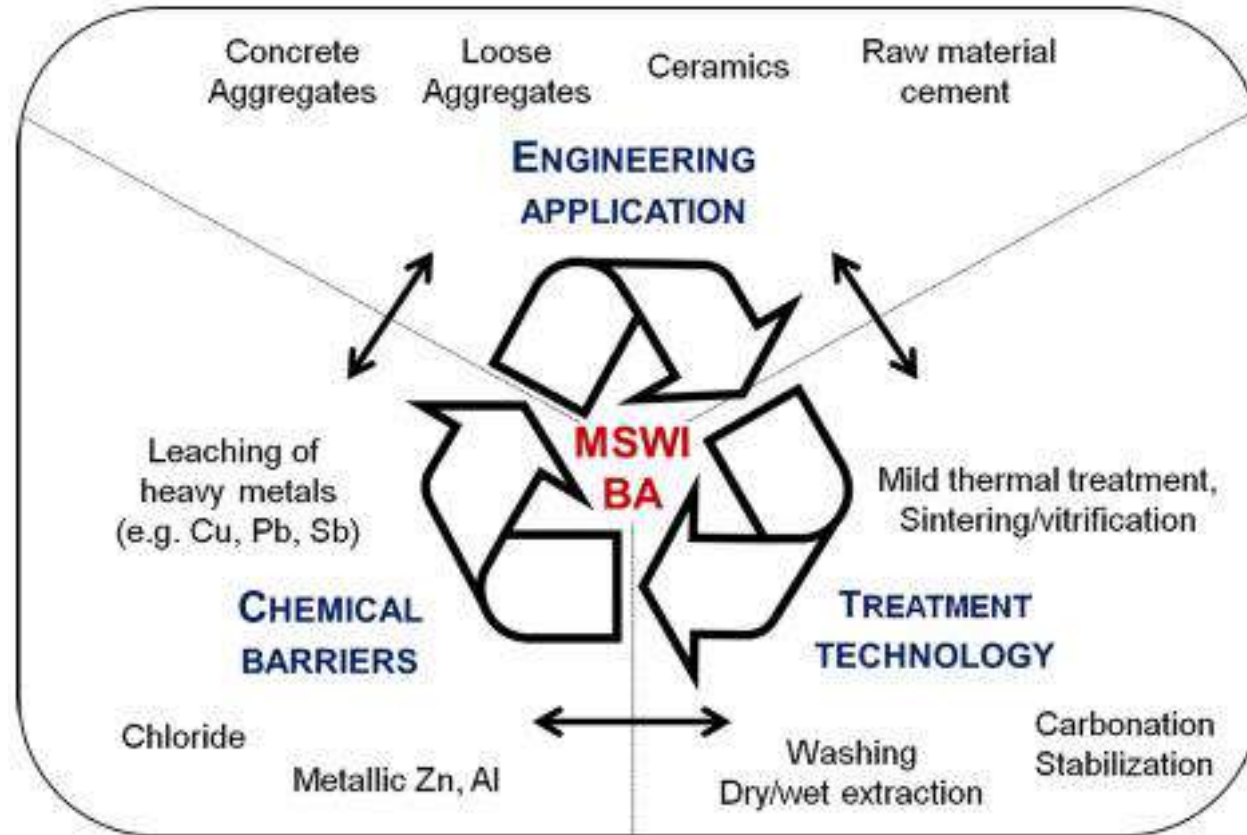 Concrete
Aggregates
Loose
Aggregates
Ceramics
Raw material
cement
ENGINEERING
APPLICATION
MSWI
BA
Leaching of
heavy metals
(e.g. Cu, Pb, Sb)
CHEMICAL
BARRIERS
Chloride
Metallic Zn, Al
Mild thermal treatment,
Sintering/vitrification
TREATMENT
TECHNOLOGY
Washing
Dry/wet extraction
Carbonation
Stabilization